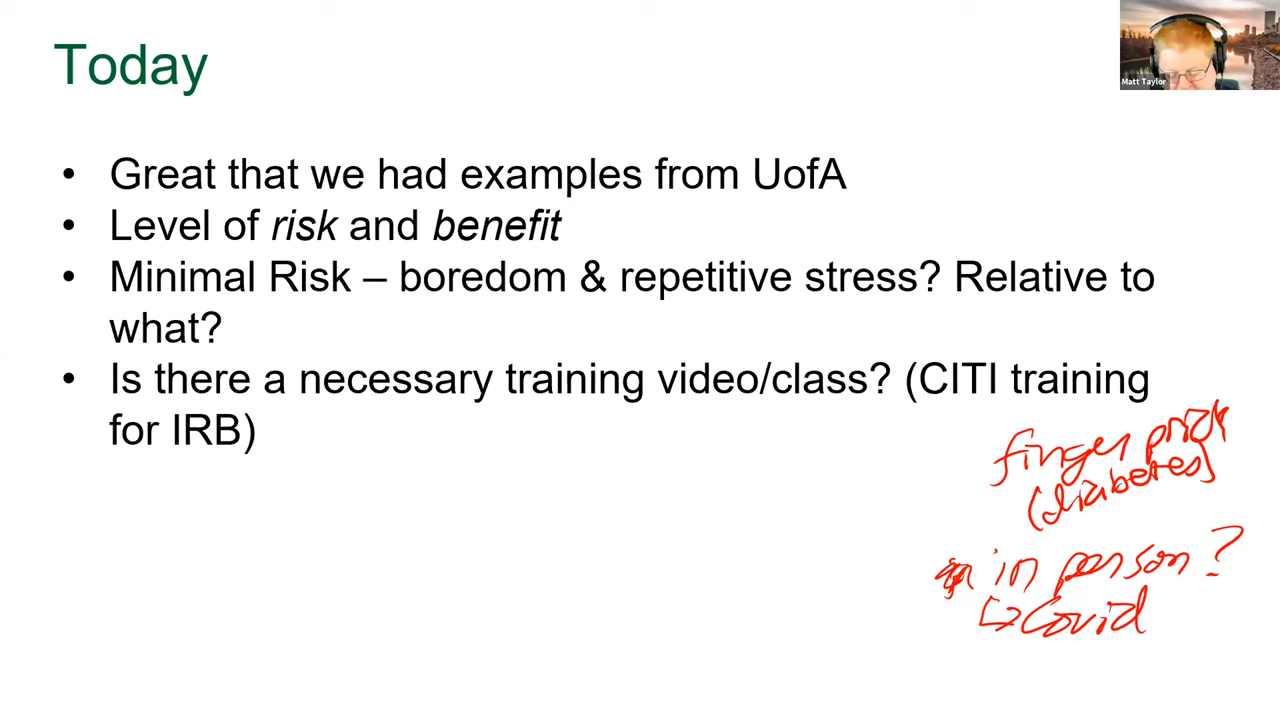 Today
Matt Taylor
• Great that we had examples from UofA
• Level of risk and benefit
• Minimal Risk – boredom & repetitive stress? Relative to
what?
• Is there a necessary training video/class? (CITI training
for IRB)
finger prick
(diabetes)
in person?
↳Covid